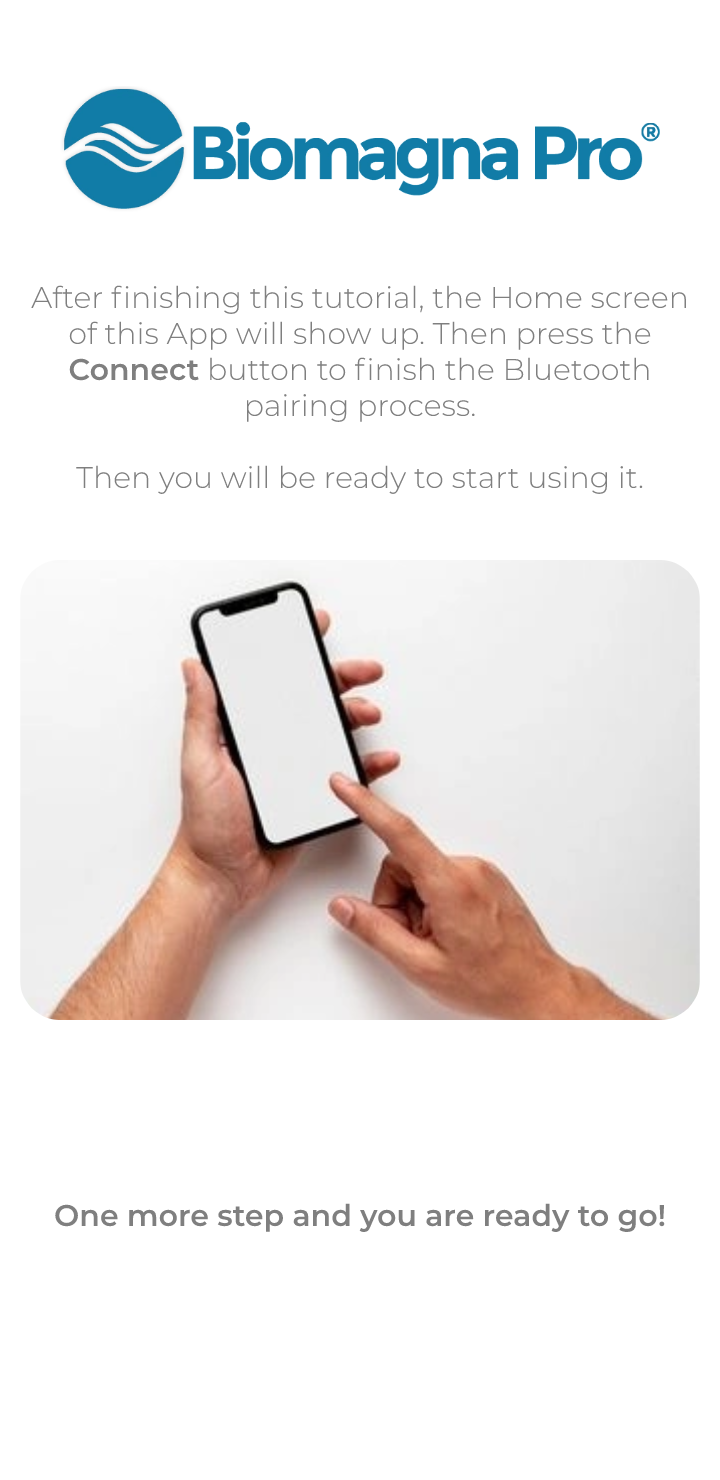 Biomagna Pro®
After finishing this tutorial, the Home screen
of this App will show up. Then press the
Connect button to finish the Bluetooth
pairing process.
Then you will be ready to start using it.
One more step and you are ready to go!